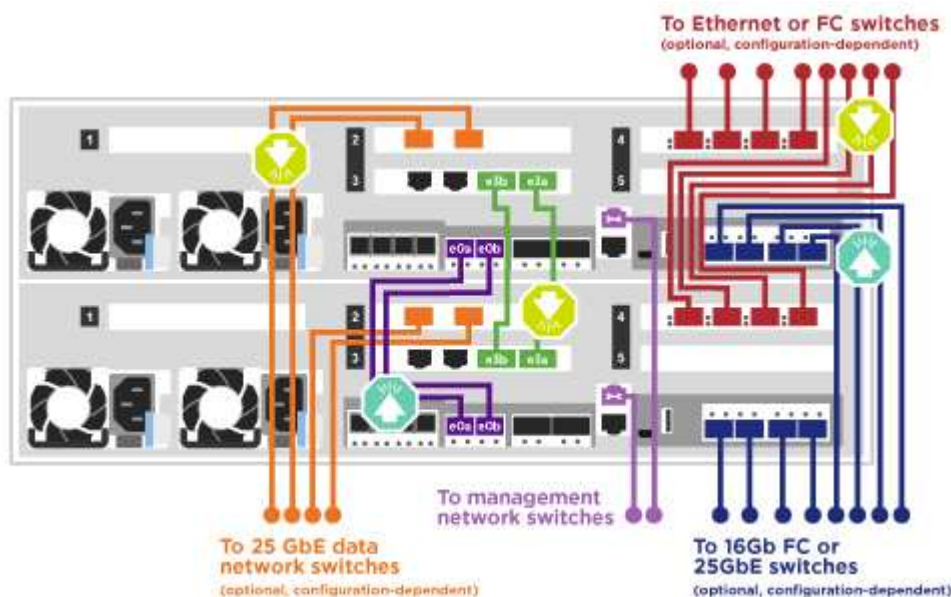 To Ethernet or FC switches
(optional, configuration-dependent)
1
2
4
3
e3b
e3a
5
e0a
e0b
1
2
4
3
e3b
e3a
5
e0a
e0b
To management
network switches
To 25 GbE data
network switches
(optional, configuration-dependent)
To 16Gb FC or
25GbE switches
(optional, configuration-dependent)